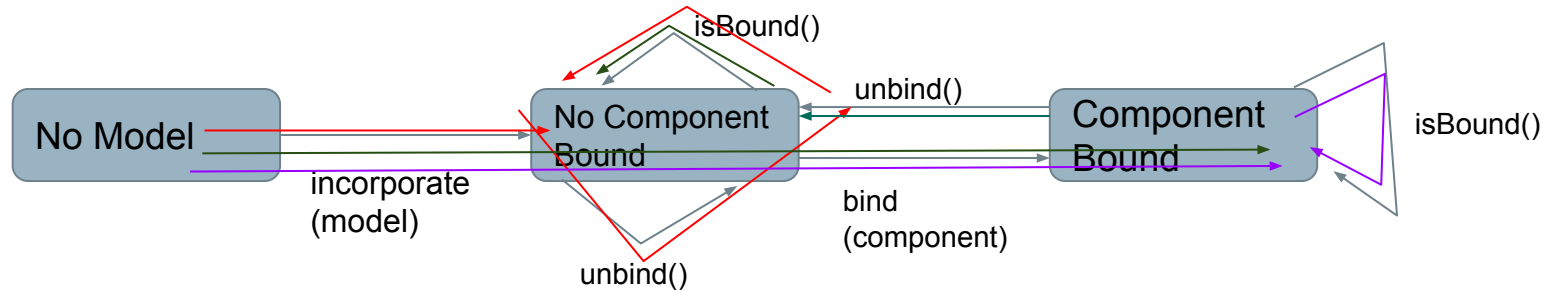 isBound()
No Model
No Component
Bound
unbind()
Component
Bound
isBound()
incorporate
(model)
bind
(component)
unbind()